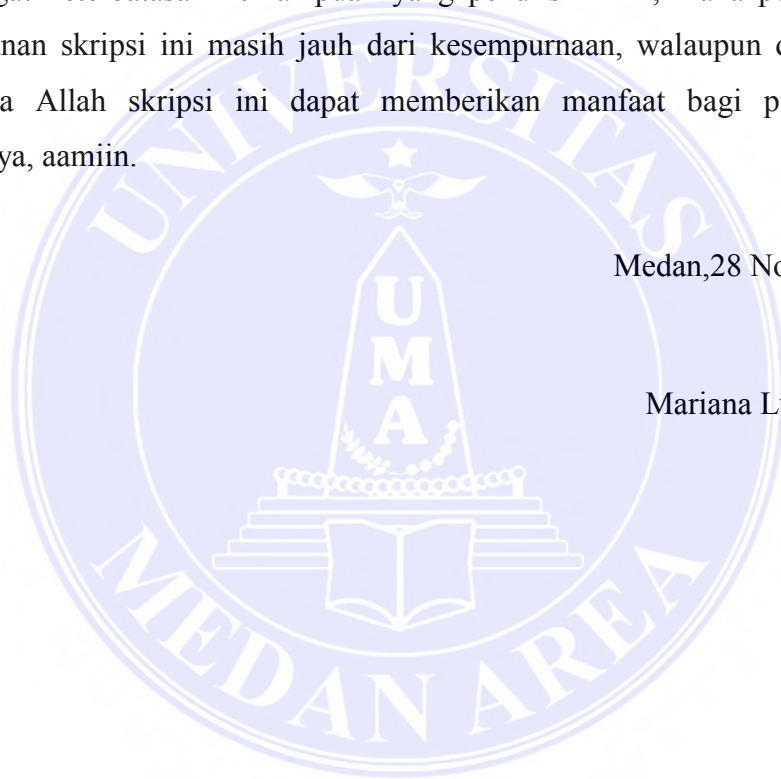 yang
nan skripsi ini masih jauh dari kesempurnaan, walaupun
a Allah skripsi ini dapat memberikan manfaat bagi p
ya, aamiin.
UNIVERSITAS
Medan,28 No
U
M
Mariana L
A
MEDAN AREA